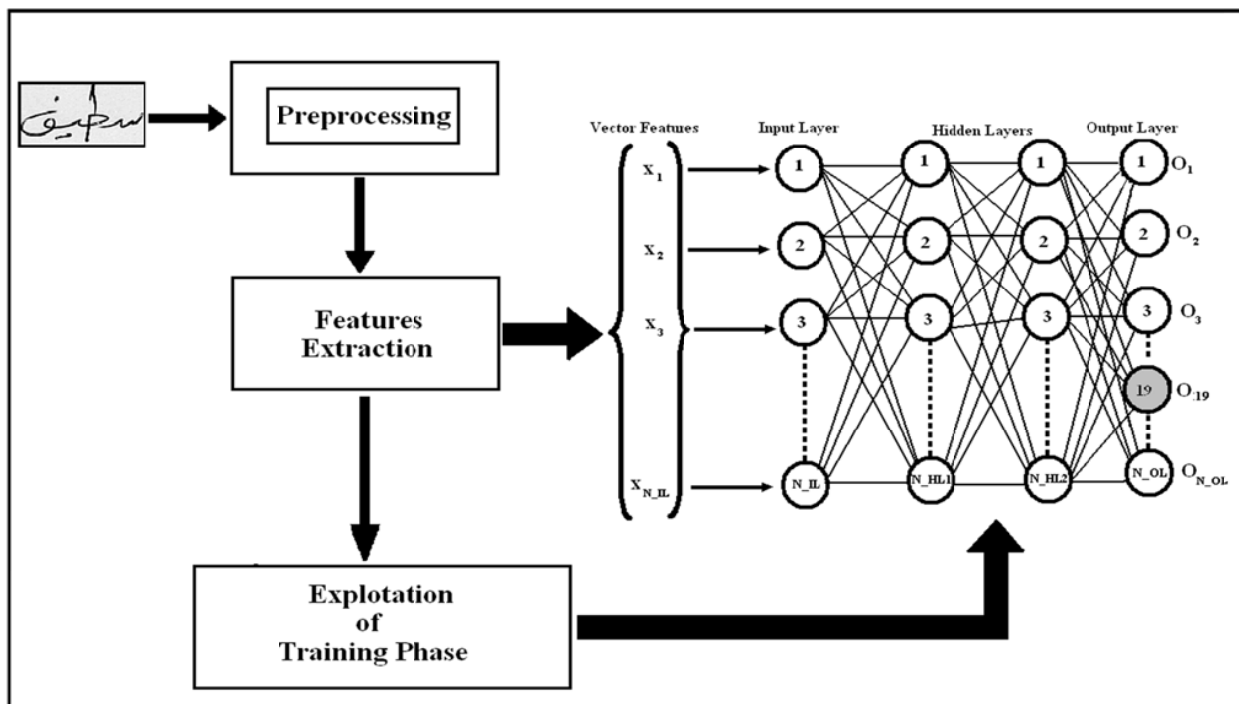 سطيف
Preprocessing
Features
Extraction
Explotation
of
Training Phase
Vector Features
X1
X2
X3
XN_IL
Input Layer
1
2
3
N_IL
Hidden Layers
1
2
3
N_HL1
1
2
3
N_HL2
Output Layer
1
2
3
19
N_OL
O1
O2
O3
O19
ON_OL